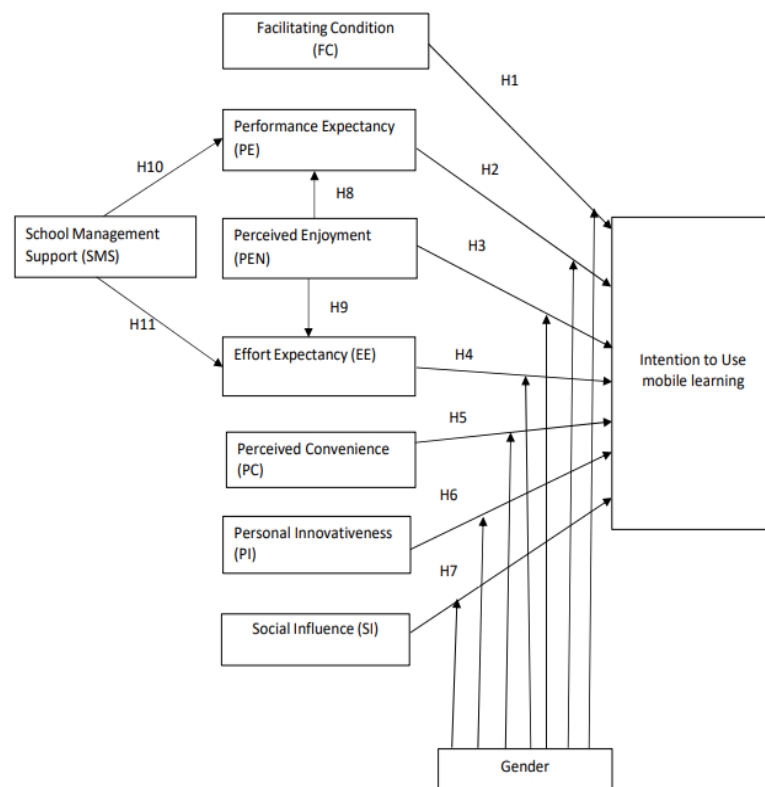 Facilitating Condition
(FC)
H1
Performance Expectancy
(PE)
H10
H2
H8
School Management
Support (SMS)
Perceived Enjoyment
(PEN)
H3
H9
H11
Effort Expectancy (EE)
H4
Intention to Use
mobile learning
H5
Perceived Convenience
(PC)
H6
Personal Innovativeness
(PI)
H7
Social Influence (SI)
Gender